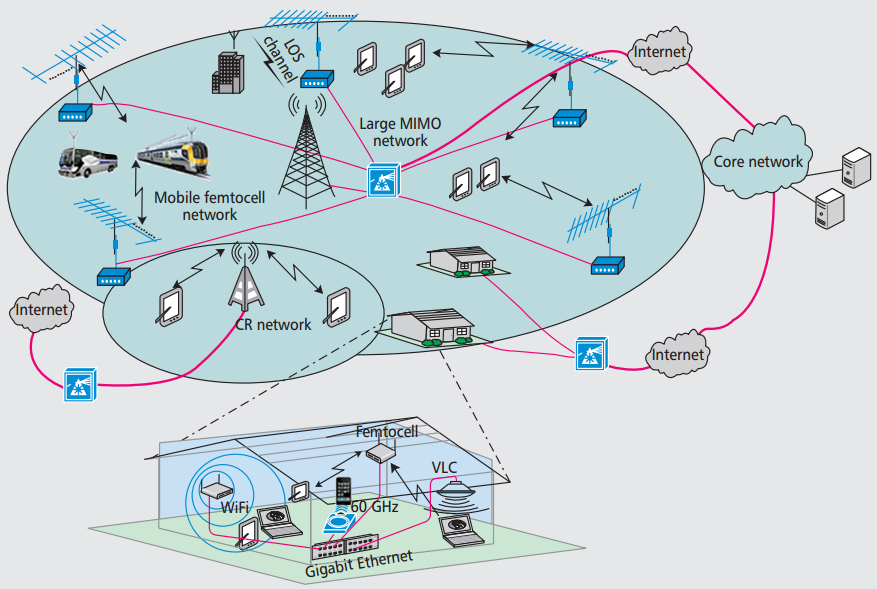 LOS
channel
Internet
Large MIMO
network
Core network
Mobile femtocell
network
Internet
CR network
Internet
Femtocell
VLC
WiFi
60 GHz
Gigabit Ethernet